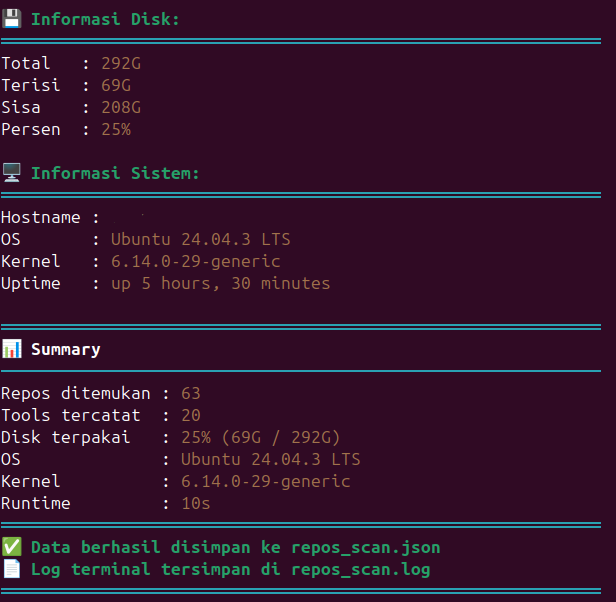 💾 Informasi Disk:
Total : 292G
Terisi : 69G
Sisa : 208G
Persen : 25%
🖥️ Informasi Sistem:
Hostname :
OS : Ubuntu 24.04.3 LTS
Kernel : 6.14.0-29-generic
Uptime : up 5 hours, 30 minutes
📊 Summary
Repos ditemukan : 63
Tools tercatat : 20
Disk terpakai : 25% (69G / 292G)
OS : Ubuntu 24.04.3 LTS
Kernel : 6.14.0-29-generic
Runtime : 10s
✅ Data berhasil disimpan ke repos_scan.json
📄 Log terminal tersimpan di repos_scan.log